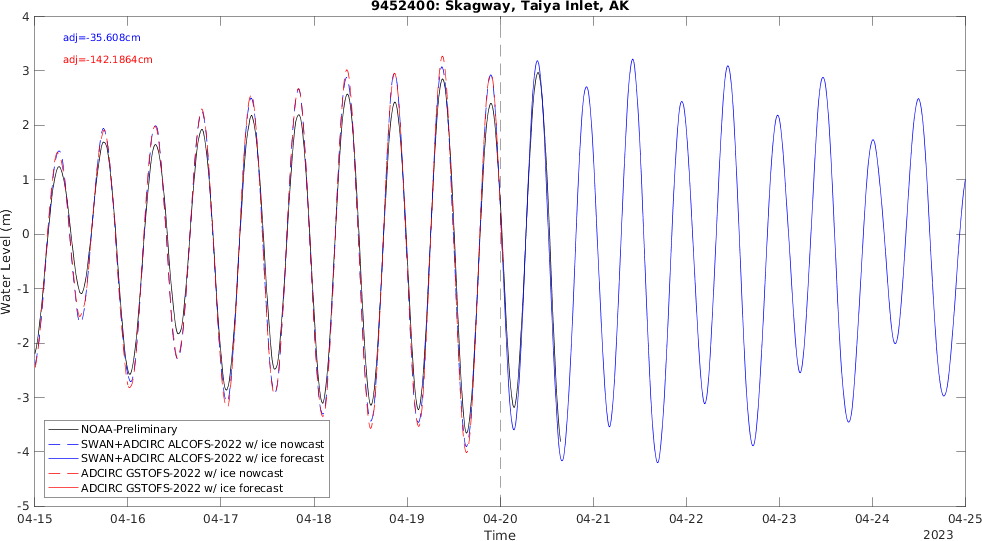 9452400: Skagway, Taiya Inlet, AK
adj=-35.608cm
adj=-142.1864cm
Water Level (m)
4
3
2
1
0
-1
-2
-3
-4
-5
NOAA-Preliminary
SWAN+ADCIRC ALCOFS-2022 w/ ice nowcast
SWAN+ADCIRC ALCOFS-2022 w/ ice forecast
ADCIRC GSTOFS-2022 w/ ice nowcast
ADCIRC GSTOFS-2022 w/ ice forecast
04-15 04-16 04-17 04-18 04-19 04-20 04-21 04-22 04-23 04-24 04-25
Time
2023